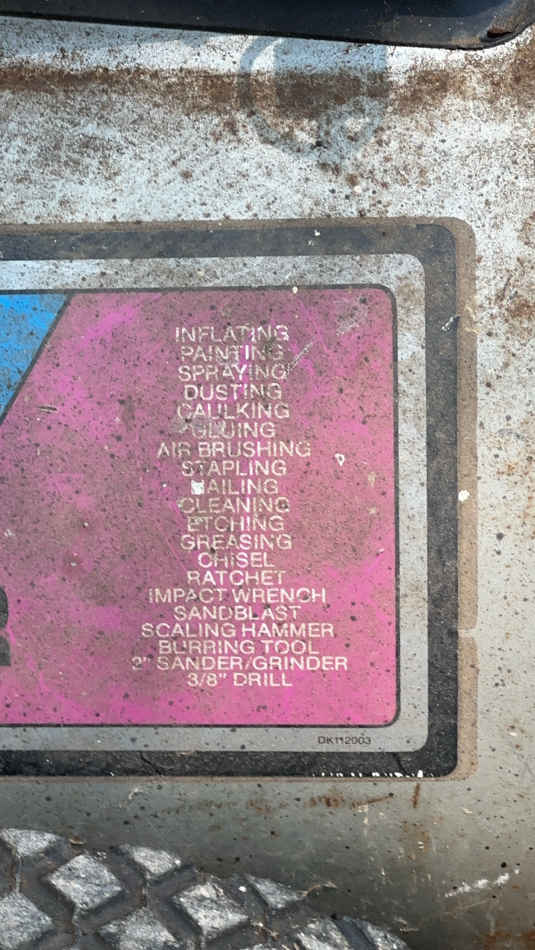 INFLATING
PAINTING
SPRAYING
DUSTING
CAULKING
GLUING
AIR BRUSHING
STAPLING
NAILING
CLEANING
ETCHING
GREASING
CHISEL
RATCHET
IMPACT WRENCH
SANDBLAST
SCALING HAMMER
BURRING TOOL
2" SANDER/GRINDER
3/8" DRILL
DK112003